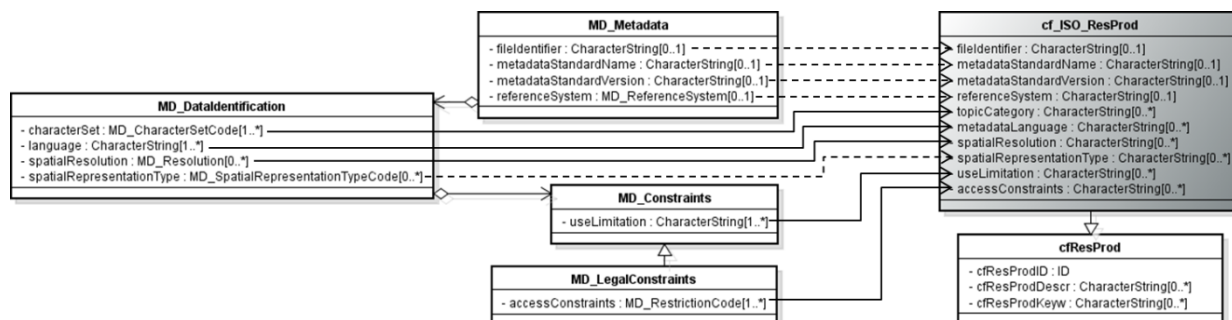 MD_Metadata
- fileIdentifier : CharacterString[0..1]
- metadataStandardName : CharacterString[0..1]
- metadataStandardVersion : CharacterString[0..1]
- referenceSystem : MD_ReferenceSystem[0..1]
MD_DataIdentification
- characterSet : MD_CharacterSetCode[1..*]
- language : CharacterString[1..*]
- spatialResolution : MD_Resolution[0..*]
- spatialRepresentationType : MD_SpatialRepresentationTypeCode[0..*]
MD_Constraints
- useLimitation : CharacterString[1..*]
MD_LegalConstraints
- accessConstraints : MD_RestrictionCode[1..*]
cf_ISO_ResProd
fileIdentifier : CharacterString[0..1]
metadataStandardName : CharacterString[0..1]
metadataStandardVersion : CharacterString[0..1]
referenceSystem : CharacterString[0..1]
topicCategory : CharacterString[0..*]
metadataLanguage : CharacterString[0..*]
spatialResolution : CharacterString[0..*]
spatialRepresentationType : CharacterString[0..*]
useLimitation : CharacterString[0..*]
accessConstraints : CharacterString[0..*]
cfResProd
- cfResProdID : ID
- cfResProdDescr : CharacterString[0..*]
- cfResProdKeyw : CharacterString[0..*]